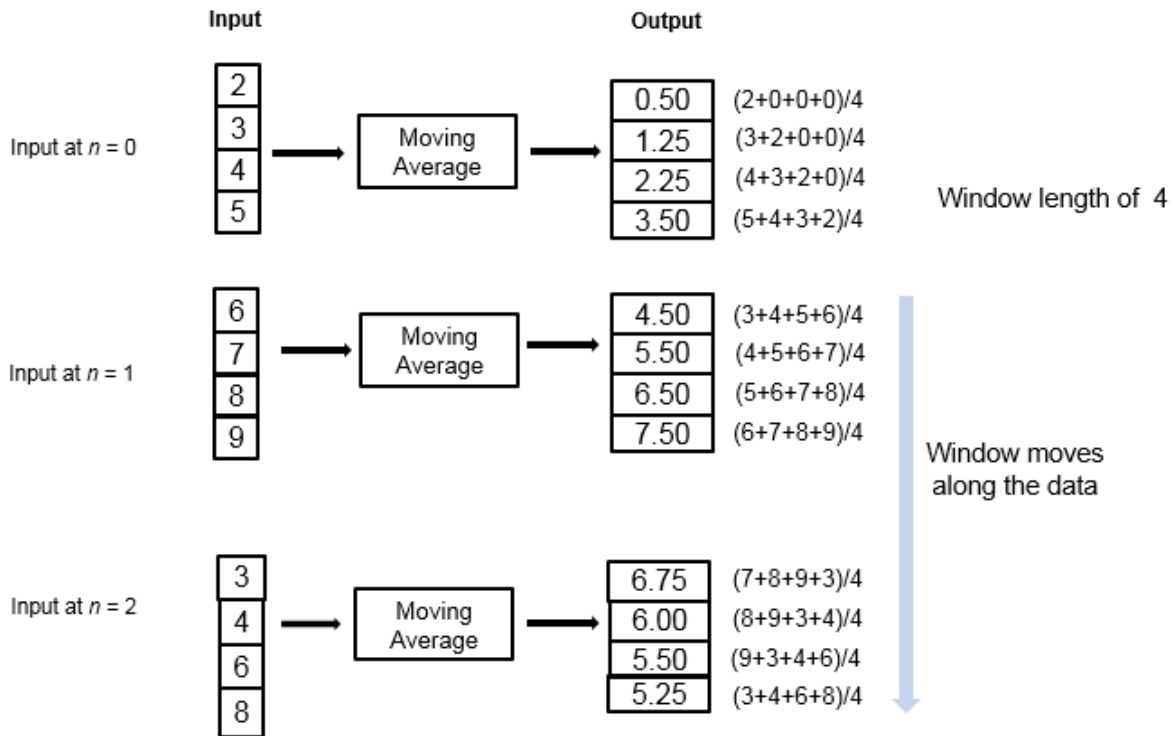 Input
Output
Input at n = 0
2
3
4
5
Moving
Average
0.50 (2+0+0+0)/4
1.25 (3+2+0+0)/4
2.25 (4+3+2+0)/4
3.50 (5+4+3+2)/4
Window length of 4
Input at n = 1
6
7
8
9
Moving
Average
4.50 (3+4+5+6)/4
5.50 (4+5+6+7)/4
6.50 (5+6+7+8)/4
7.50 (6+7+8+9)/4
Window moves
along the data
Input at n = 2
3
4
6
8
Moving
Average
6.75 (7+8+9+3)/4
6.00 (8+9+3+4)/4
5.50 (9+3+4+6)/4
5.25 (3+4+6+8)/4